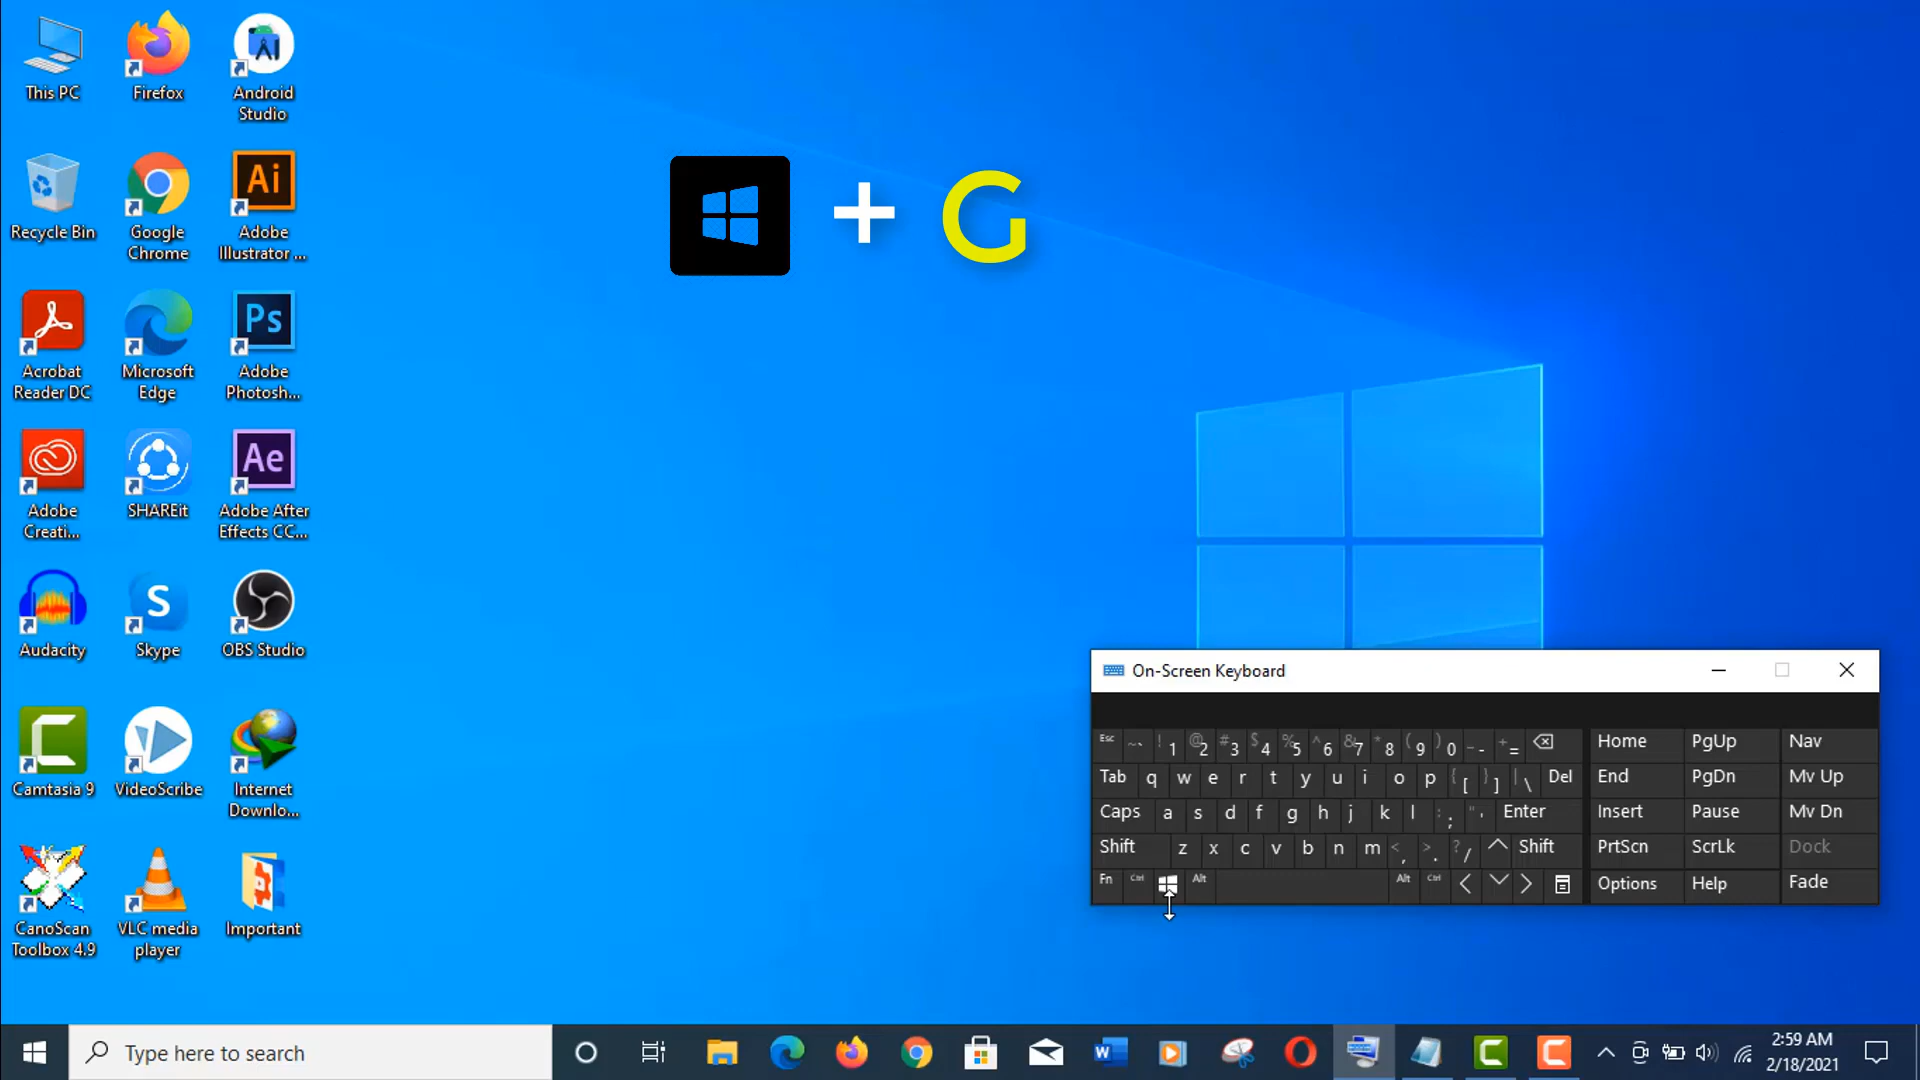 This PC
Firefox
Android
Studio
Recycle Bin
Google
Chrome
Ai
Adobe
Illustrator ...
Acrobat
Reader DC
Microsoft
Edge
Ps
Adobe
Photosh...
Adobe
Creati...
SHAREit
Ae
Adobe After
Effects CC...
Audacity
S
Skype
OBS Studio
Camtasia 9
VideoScribe
Internet
Downlo...
CanoScan
Toolbox 4.9
VLC media
player
Important
+ G
On-Screen Keyboard
Esc ~` !1 @2 #3 $4 %5 ^6 &7 *8 (9 )0 _- += Home PgUp Nav
Tab q w e r t y u i o p {[ }] |\ Del End PgDn Mv Up
Caps a s d f g h j k l :; "' Enter Insert Pause Mv Dn
Shift z x c v b n m <, >. ?/ Shift PrtScn ScrLk Dock
Fn Ctrl Alt Alt Ctrl Options Help Fade
Type here to search
2:59 AM
2/18/2021